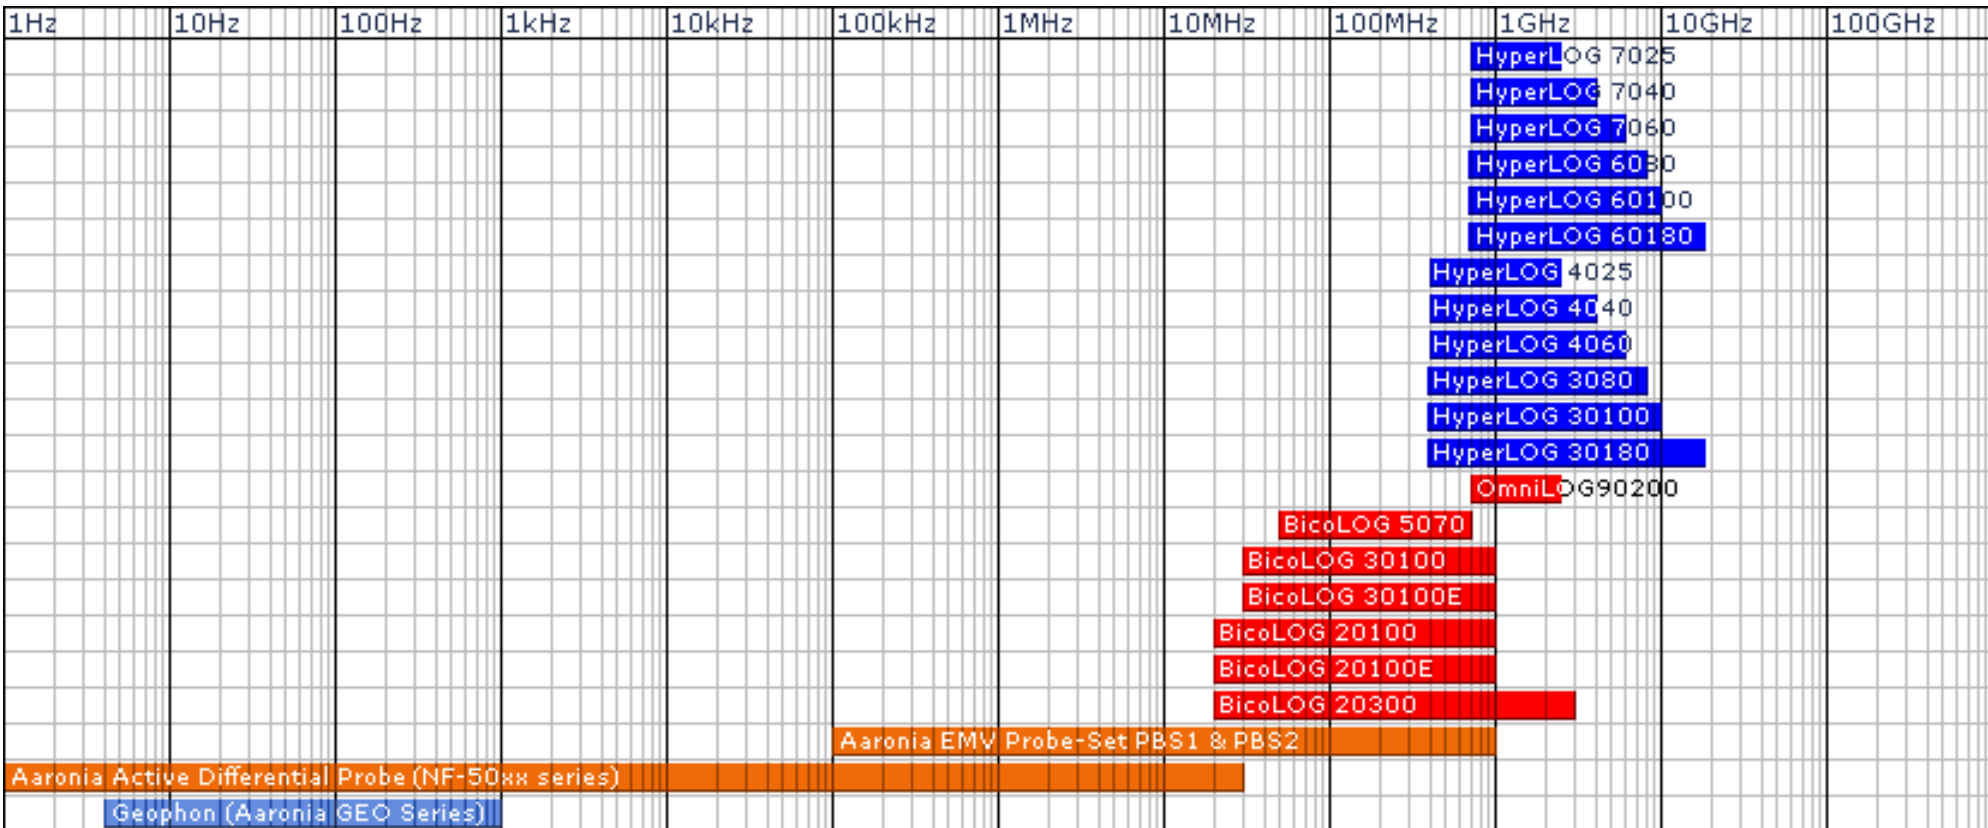 1Hz 10Hz 100Hz 1kHz 10kHz 100kHz 1MHz 10MHz 100MHz 1GHz 10GHz 100GHz
HyperLOG 7025
HyperLOG 7040
HyperLOG 7060
HyperLOG 6080
HyperLOG 60100
HyperLOG 60180
HyperLOG 4025
HyperLOG 4040
HyperLOG 4060
HyperLOG 3080
HyperLOG 30100
HyperLOG 30180
OmniLOG90200
BicoLOG 5070
BicoLOG 30100
BicoLOG 30100E
BicoLOG 20100
BicoLOG 20100E
BicoLOG 20300
Aaronia EMV Probe-Set PBS1 & PBS2
Aaronia Active Differential Probe (NF-50xx series)
Geophon (Aaronia GEO Series)